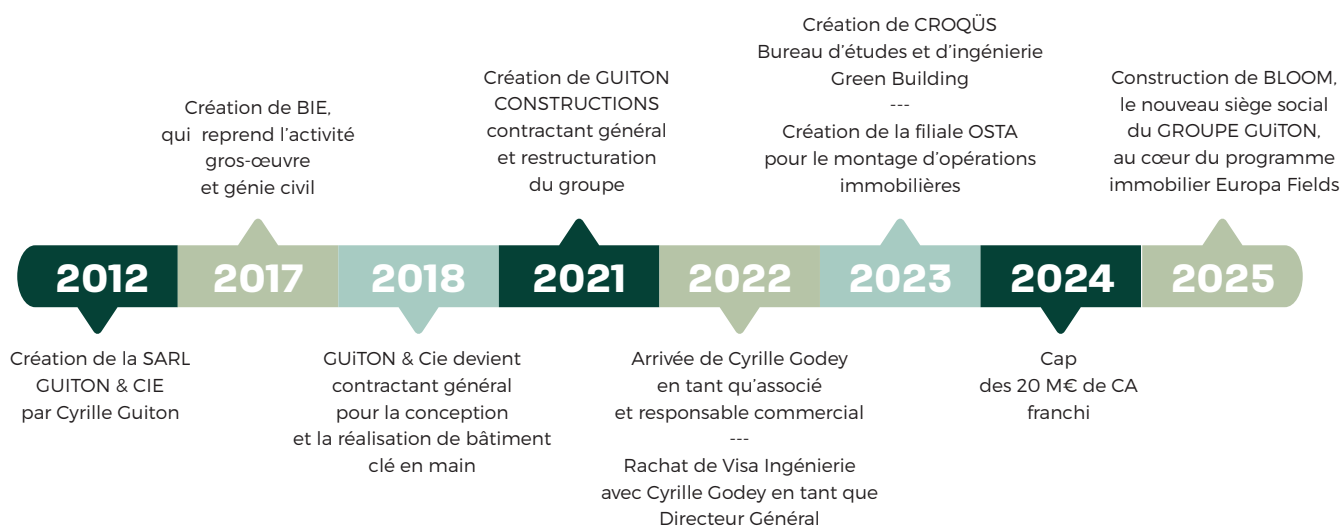 2012
Création de la SARL
GUITON & CIE
par Cyrille Guiton
Création de BIE,
qui reprend l’activité
gros-œuvre
et génie civil
2017
2018
GUiTON & Cie devient
contractant général
pour la conception
et la réalisation de bâtiment
clé en main
Création de GUITON
CONSTRUCTIONS
contractant général
et restructuration
du groupe
2021
2022
Arrivée de Cyrille Godey
en tant qu’associé
et responsable commercial
---
Rachat de Visa Ingénierie
avec Cyrille Godey en tant que
Directeur Général
Création de CROQÜS
Bureau d’études et d’ingénierie
Green Building
---
Création de la filiale OSTA
pour le montage d’opérations
immobilières
2023
2024
Cap
des 20 M€ de CA
franchi
Construction de BLOOM,
le nouveau siège social
du GROUPE GUiTON,
au cœur du programme
immobilier Europa Fields
2025